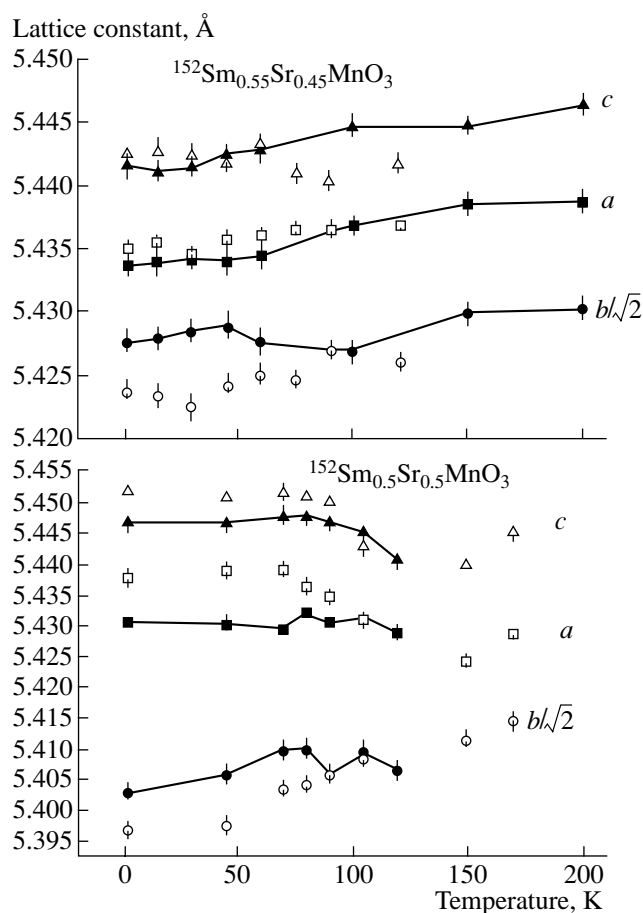 Lattice constant, Å
5.450
¹⁵²Sm₀.₅₅Sr₀.₄₅MnO₃
c
5.445
5.440
a
5.435
b/√2
5.430
5.425
5.420
5.455
¹⁵²Sm₀.₅Sr₀.₅MnO₃
5.450
c
5.445
5.440
5.435
a
5.430
5.425
5.420
5.415
b/√2
5.410
5.405
5.400
5.395
0 50 100 150 200
Temperature, K